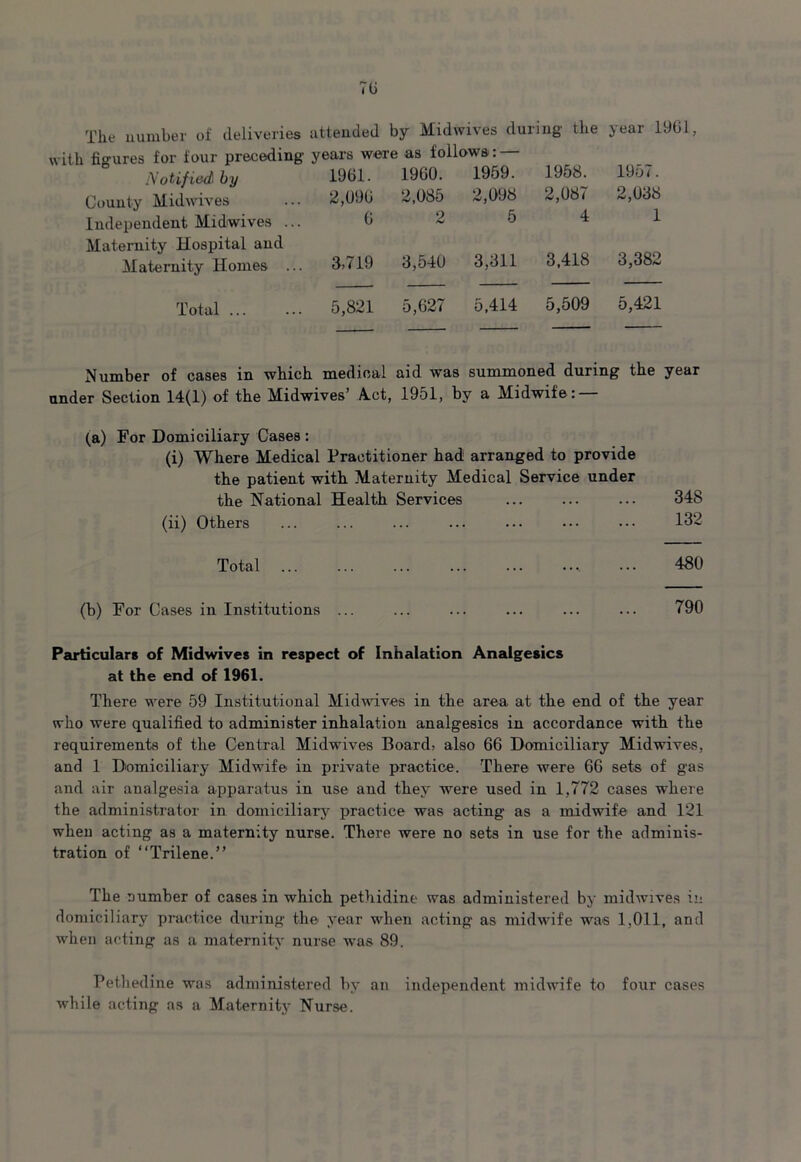 76
The number of deliveries attended by Midwives during the year 1961,
with figures for four preceding years were as follows:—
Notified by 1961. 1960. 1959. 1958. 1957.
County Midwives ... 2,096 2,085 2,098 2,087 2,038
Independent Midwives ... 6 2 5 4 1
Maternity Hospital and
Maternity Homes ... 3,719 3,540 3,311 3,418 3,382
Total ... ... 5,821 5,627 5,414 5,509 5,421
Number of cases in which medical aid was summoned during the year
under Section 14(1) of the Midwives' Act, 1951, by a Midwife:—
(a) For Domiciliary Cases:
(i) Where Medical Practitioner had arranged to provide
the patient with Maternity Medical Service under
the National Health Services ... ... ... 348
(ii) Others ... ... ... ... ... ... ... 132
Total ... ... ... ... ... ... ... 480
(b) For Cases in Institutions ... ... ... ... ... ... 790
Particulars of Midwives in respect of Inhalation Analgesics
at the end of 1961.
There were 59 Institutional Midwives in the area at the end of the year
who were qualified to administer inhalation analgesics in accordance with the
requirements of the Central Midwives Board, also 66 Domiciliary Midwives,
and 1 Domiciliary Midwife in private practice. There were 66 sets of gas
and air analgesia apparatus in use and they were used in 1,772 cases where
the administrator in domiciliary practice was acting as a midwife and 121
when acting as a maternity nurse. There were no sets in use for the adminis-
tration of "Trilene."
The number of cases in which pethidine was administered by midwives in
domiciliary practice during the year when acting as midwife was 1,011, and
when acting as a maternity nurse was 89.
Pethedine was administered by an independent midwife to four cases
while acting as a Maternity Nurse.